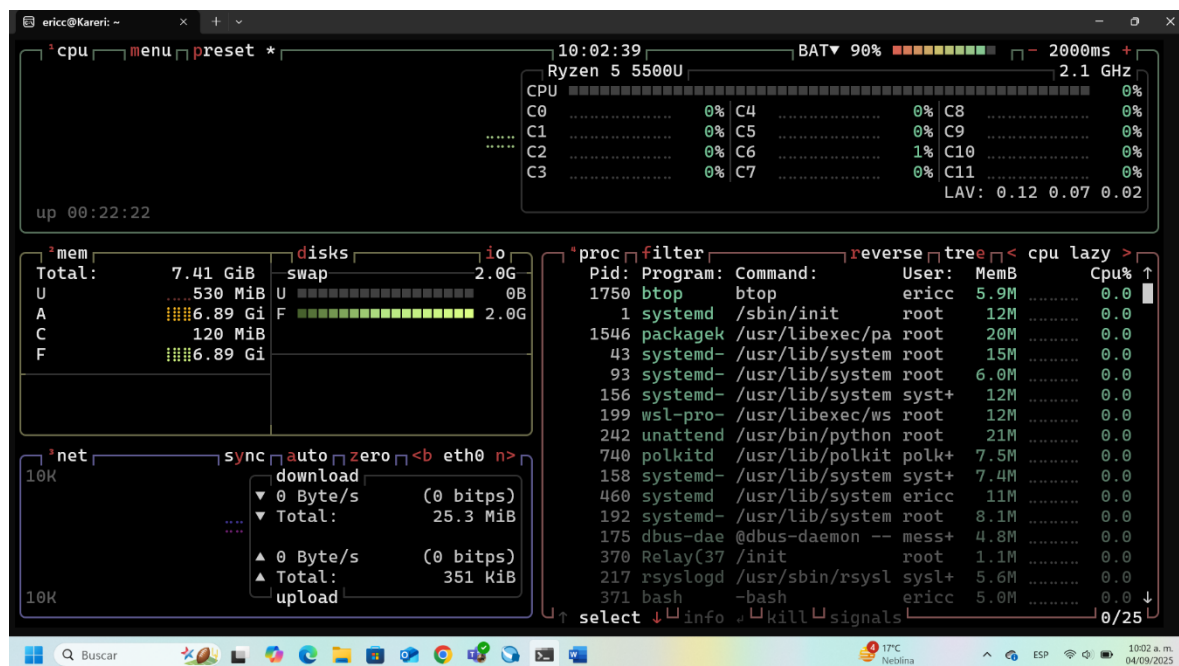 ericc@Kareri: ~
¹cpu menu preset * 10:02:39 BAT▼ 90% - 2000ms +
Ryzen 5 5500U 2.1 GHz
CPU 0%
C0 0% C4 0% C8 0%
C1 0% C5 0% C9 0%
C2 0% C6 1% C10 0%
C3 0% C7 0% C11 0%
LAV: 0.12 0.07 0.02
up 00:22:22
²mem disks io
Total: 7.41 GiB swap 2.0G
U 530 MiB U 0B
A 6.89 Gi F 2.0G
C 120 MiB
F 6.89 Gi
³net sync auto zero <b eth0 n>
10K download
▼ 0 Byte/s (0 bitps)
▼ Total: 25.3 MiB
▲ 0 Byte/s (0 bitps)
▲ Total: 351 KiB
10K upload
⁴proc filter reverse tree < cpu lazy >
Pid: Program: Command: User: MemB Cpu% ↑
1750 btop btop ericc 5.9M 0.0
1 systemd /sbin/init root 12M 0.0
1546 packagek /usr/libexec/pa root 20M 0.0
43 systemd- /usr/lib/system root 15M 0.0
93 systemd- /usr/lib/system root 6.0M 0.0
156 systemd- /usr/lib/system syst+ 12M 0.0
199 wsl-pro- /usr/libexec/ws root 12M 0.0
242 unattend /usr/bin/python root 21M 0.0
740 polkitd /usr/lib/polkit polk+ 7.5M 0.0
158 systemd- /usr/lib/system syst+ 7.4M 0.0
460 systemd /usr/lib/system ericc 11M 0.0
192 systemd- /usr/lib/system root 8.1M 0.0
175 dbus-dae @dbus-daemon -- mess+ 4.8M 0.0
370 Relay(37 /init root 1.1M 0.0
217 rsyslogd /usr/sbin/rsysl sysl+ 5.6M 0.0
371 bash -bash ericc 5.0M 0.0 ↓
↑ select ↓ info ↲ kill signals 0/25
Buscar
17°C
Neblina
ESP
10:02 a. m.
04/09/2025